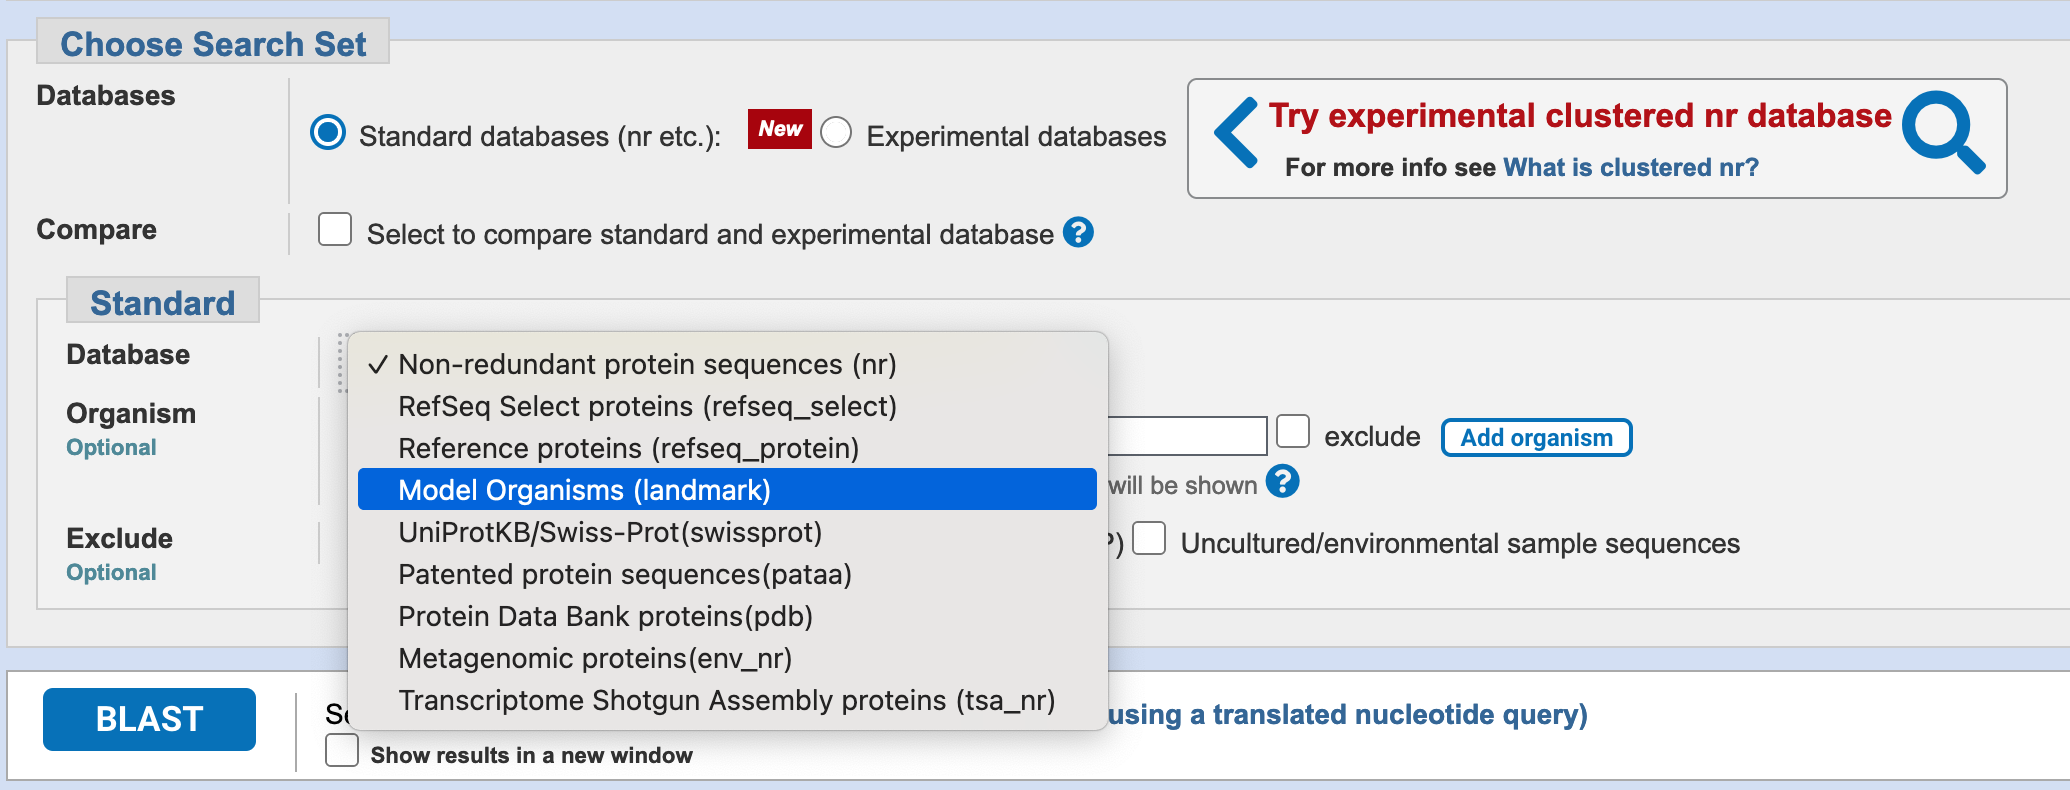 Choose Search Set
Databases
Standard databases (nr etc.): New Experimental databases
Try experimental clustered nr database
For more info see What is clustered nr?
Compare
Select to compare standard and experimental database ?
Standard
Database
✓ Non-redundant protein sequences (nr)
RefSeq Select proteins (refseq_select)
Reference proteins (refseq_protein)
Model Organisms (landmark)
UniProtKB/Swiss-Prot(swissprot)
Patented protein sequences(pataa)
Protein Data Bank proteins(pdb)
Metagenomic proteins(env_nr)
Transcriptome Shotgun Assembly proteins (tsa_nr)
Organism
Optional
exclude Add organism
will be shown ?
Exclude
Optional
) Uncultured/environmental sample sequences
BLAST
using a translated nucleotide query)
Show results in a new window